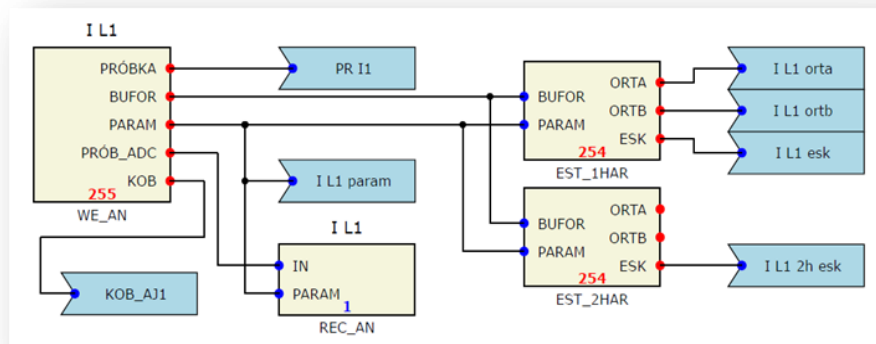 I L1
PRÓBKA
BUFOR
PARAM
PRÓB_ADC
KOB
255
WE_AN
PR I1
I L1 param
KOB_AJ1
I L1
IN
PARAM
1
REC_AN
BUFOR
PARAM
ORTA
ORTB
ESK
254
EST_1HAR
I L1 orta
I L1 ortb
I L1 esk
BUFOR
PARAM
ORTA
ORTB
ESK
254
EST_2HAR
I L1 2h esk